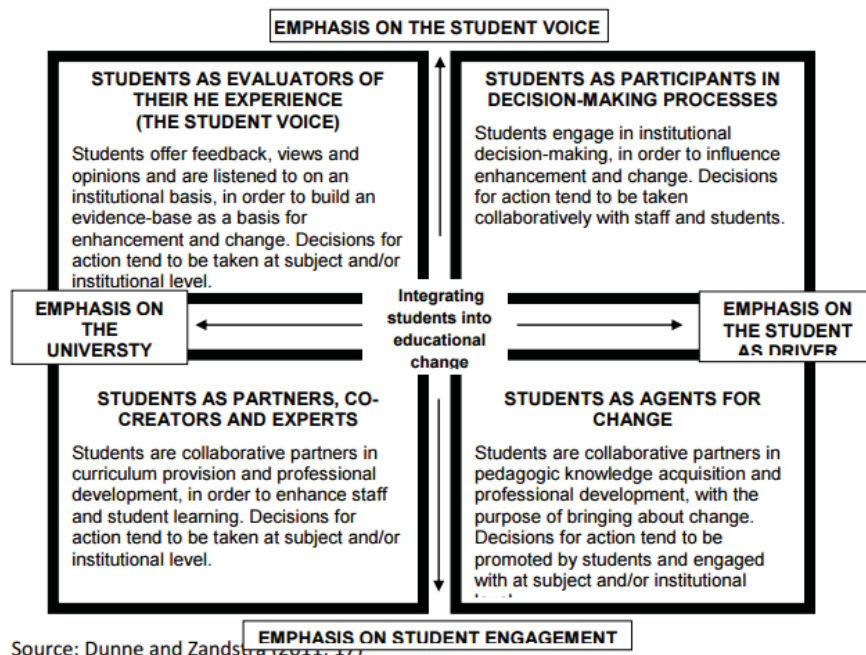 EMPHASIS ON THE STUDENT VOICE
STUDENTS AS EVALUATORS OF
THEIR HE EXPERIENCE
(THE STUDENT VOICE)
Students offer feedback, views and
opinions and are listened to on an
institutional basis, in order to build an
evidence-base as a basis for
enhancement and change. Decisions for
action tend to be taken at subject and/or
institutional level.
STUDENTS AS PARTICIPANTS IN
DECISION-MAKING PROCESSES
Students engage in institutional
decision-making, in order to influence
enhancement and change. Decisions
for action tend to be taken
collaboratively with staff and students.
EMPHASIS ON
THE
UNIVERSTY
Integrating
students into
educational
change
EMPHASIS ON
THE STUDENT
AS DRIVER
STUDENTS AS PARTNERS, CO-
CREATORS AND EXPERTS
Students are collaborative partners in
curriculum provision and professional
development, in order to enhance staff
and student learning. Decisions for
action tend to be taken at subject and/or
institutional level.
STUDENTS AS AGENTS FOR
CHANGE
Students are collaborative partners in
pedagogic knowledge acquisition and
professional development, with the
purpose of bringing about change.
Decisions for action tend to be
promoted by students and engaged
with at subject and/or institutional
EMPHASIS ON STUDENT ENGAGEMENT
Source: Dunne and Zandstra (2011: 17)